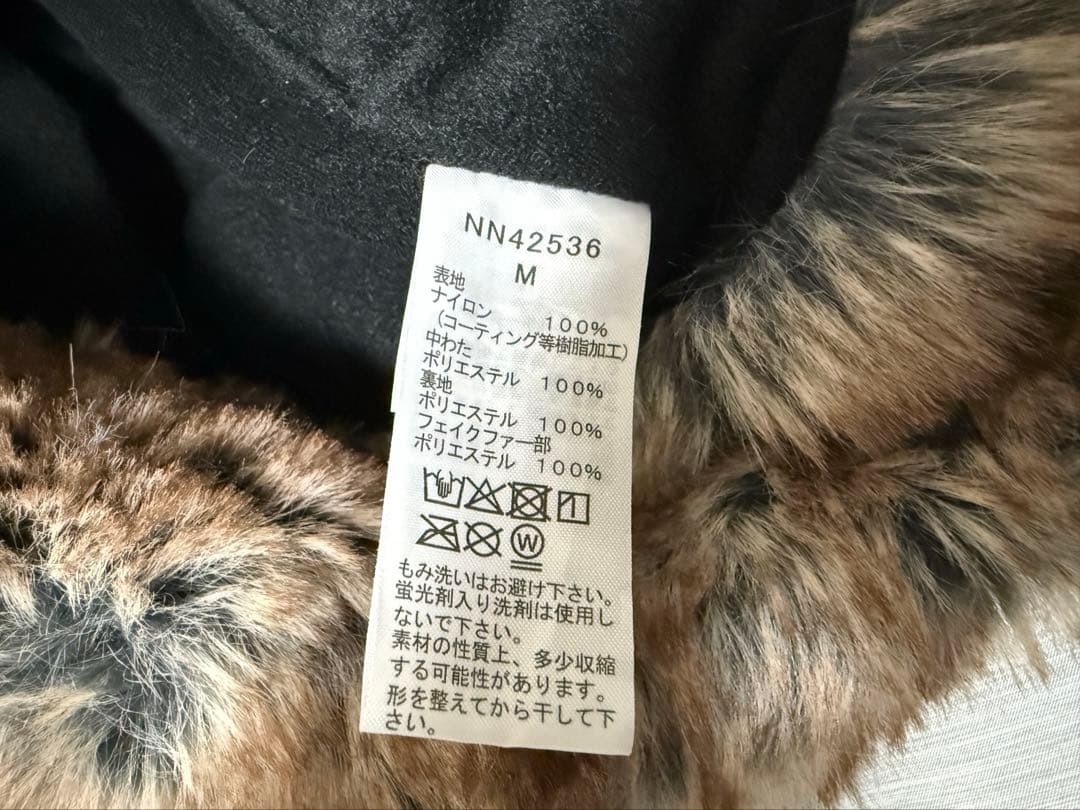 NN42536
M
表地
ナイロン 100%
(コーティング等樹脂加工)
中わた
ポリエステル 100%
裏地
ポリエステル 100%
フェイクファー部
ポリエステル 100%
W
もみ洗いはお避け下さい。
蛍光剤入り洗剤は使用し
ないで下さい。
素材の性質上、多少収縮
する可能性があります。
形を整えてから干して下
さい。